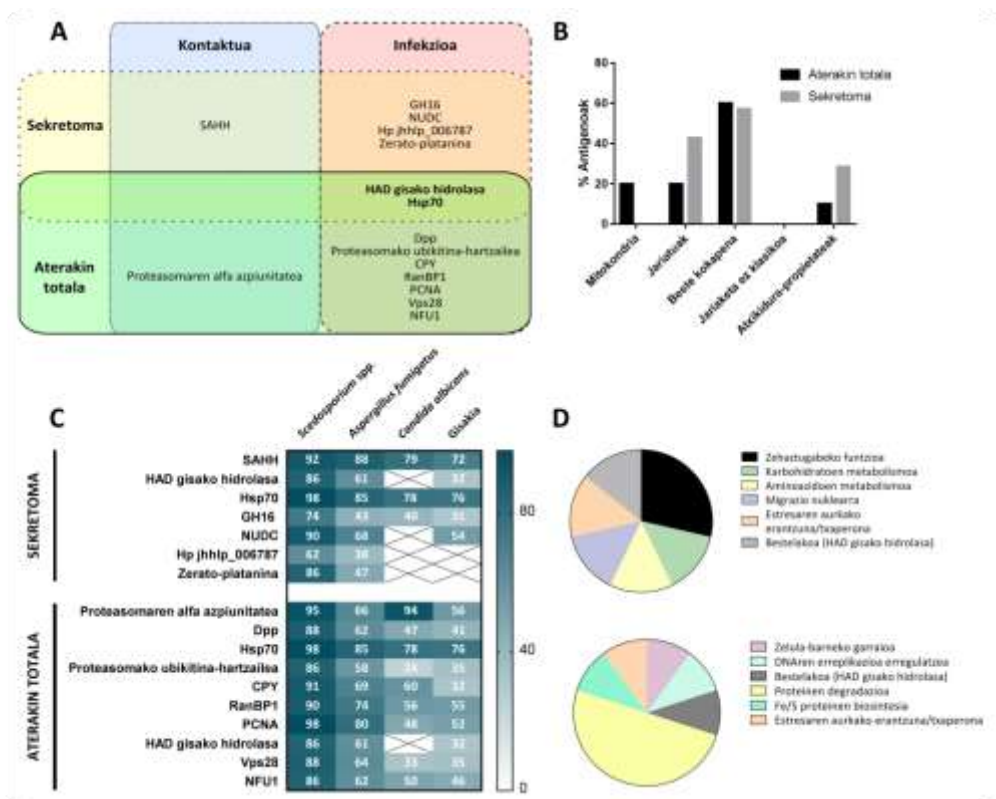 A
Kontaktua
Infekzioa
Sekretoma
SAHH
GH16
NUDC
Hp jhhlp_006787
Zerato-platanina
HAD gisako hidrolasa
Hsp70
Aterakin totala
Proteasomaren alfa azpiunitatea
Dpp
Proteasomako ubikitina-hartzailea
CPY
RanBP1
PCNA
Vps28
NFU1
B
% Antigenoak
80
60
40
20
0
Aterakin totala
Sekretoma
Mitokondria
Jariatuak
Beste kokapena
Jariaketa ez klasikoa
Atxikidura-propietateak
C
Scedosporium spp.
Aspergillus fumigatus
Candida albicans
Gizakia
SEKRETOMA
SAHH 92 88 79 72
HAD gisako hidrolasa 86 61 32
Hsp70 98 85 78 76
GH16 74 43 40 31
NUDC 90 68 54
Hp jhhlp_006787 62 38
Zerato-platanina 86 47
ATERAKIN TOTALA
Proteasomaren alfa azpiunitatea 95 86 94 56
Dpp 88 62 47 41
Hsp70 98 85 78 76
Proteasomako ubikitina-hartzailea 86 58 35
CPY 91 69 60 32
RanBP1 90 74 56 55
PCNA 98 80 48 52
HAD gisako hidrolasa 86 61 32
Vps28 88 64 33 35
NFU1 86 62 50 46
80
40
0
D
Zehaztugabeko funtzioa
Karbohidratoen metabolismoa
Aminoazidoen metabolismoa
Migrazio nuklearra
Estresaren aurkako
erantzuna/txaperona
Bestelakoa (HAD gisako hidrolasa)
Zelula-barneko garraioa
DNAren erreplikazioa erregulatzea
Bestelakoa (HAD gisako hidrolasa)
Proteinen degradazioa
Fe/S proteinen biosintesia
Estresaren aurkako erantzuna/txaperona